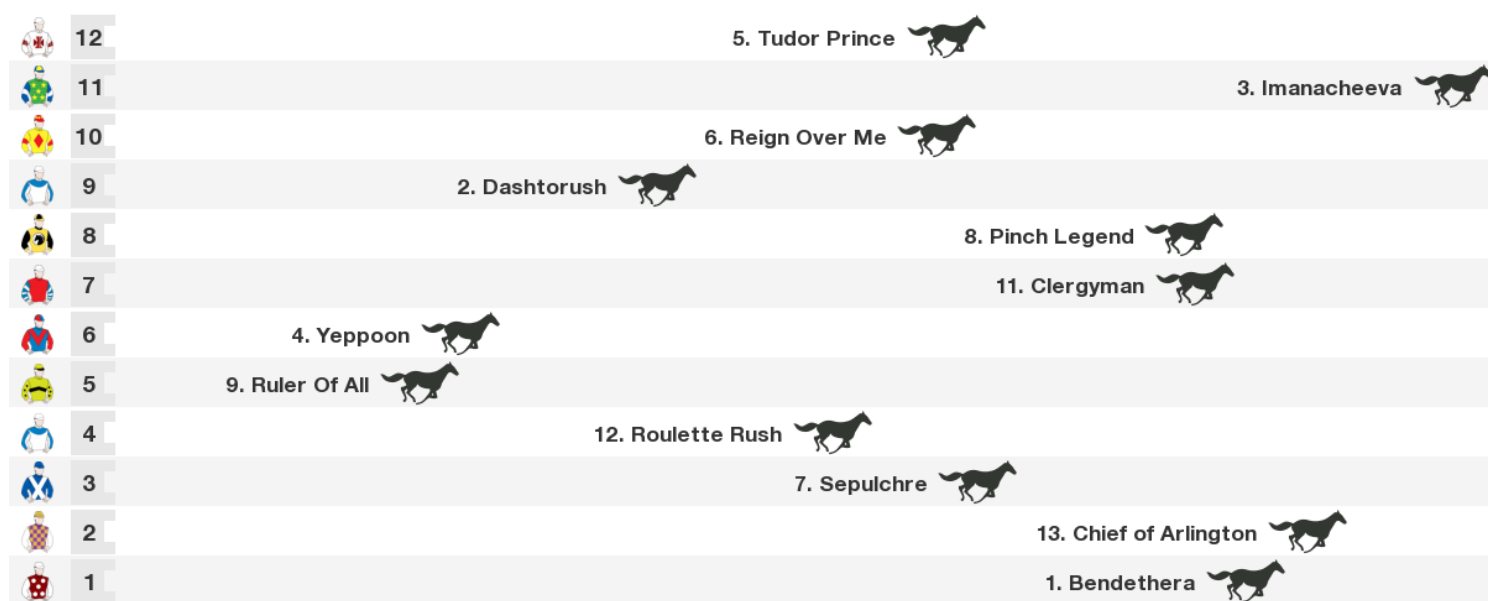 12 5. Tudor Prince
11 3. Imanacheeva
10 6. Reign Over Me
9 2. Dashtorush
8 8. Pinch Legend
7 11. Clergyman
6 4. Yeppoon
5 9. Ruler Of All
4 12. Roulette Rush
3 7. Sepulchre
2 13. Chief of Arlington
1 1. Bendethera